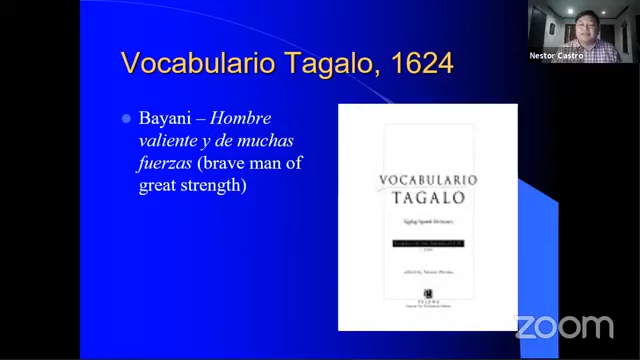 Vocabulario Tagalo, 1624
Nestor Castro
Bayani – Hombre
valiente y de muchas
fuerzas (brave man of
great strength)
VOCABULARIO
TAGALO
Tagalog-Spanish Dictionary
zoom